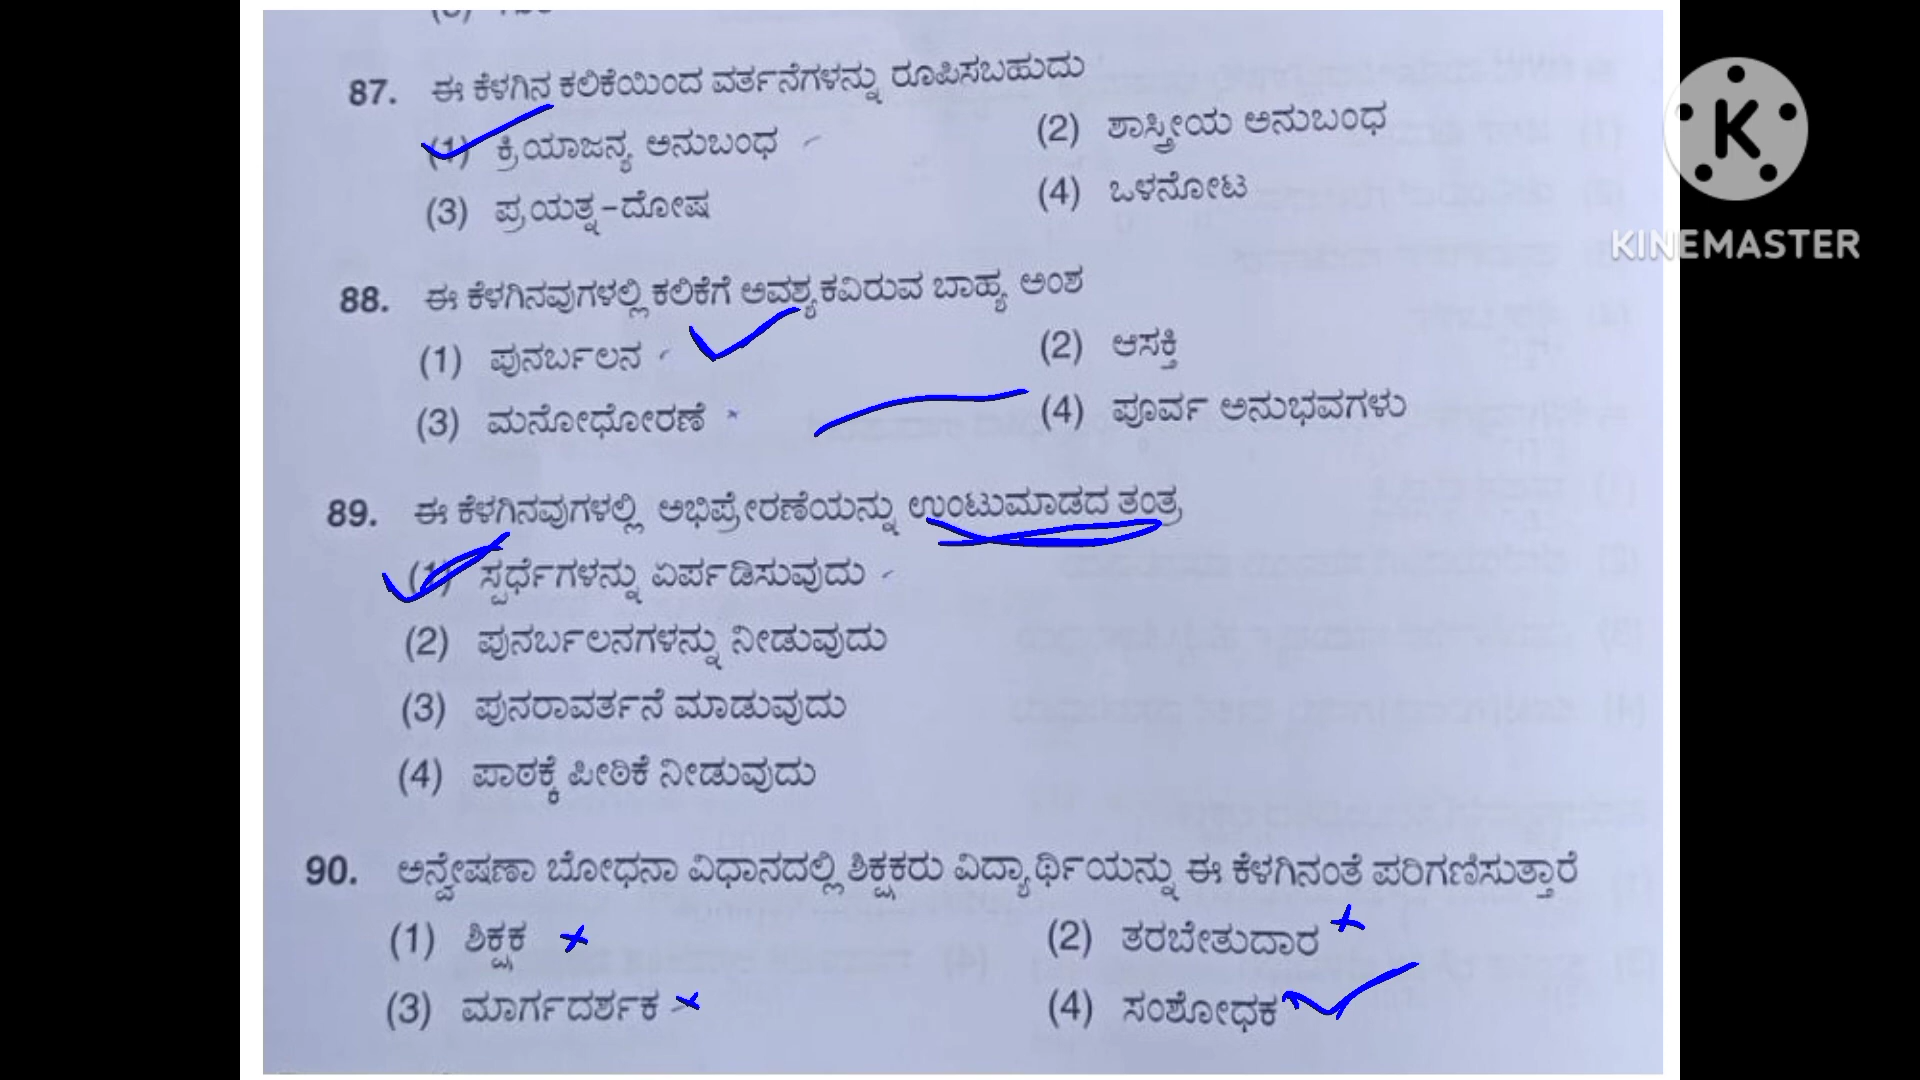 87. ಈ ಕೆಳಗಿನ ಕಲಿಕೆಯಿಂದ ವರ್ತನೆಗಳನ್ನು ರೂಪಿಸಬಹುದು
(1) ಕ್ರಿಯಾಜನ್ಯ ಅನುಬಂಧ (2) ಶಾಸ್ತ್ರೀಯ ಅನುಬಂಧ
(3) ಪ್ರಯತ್ನ-ದೋಷ (4) ಒಳನೋಟ
K
KINEMASTER
88. ಈ ಕೆಳಗಿನವುಗಳಲ್ಲಿ ಕಲಿಕೆಗೆ ಅವಶ್ಯಕವಿರುವ ಬಾಹ್ಯ ಅಂಶ
(1) ಪುನರ್ಬಲನ (2) ಆಸಕ್ತಿ
(3) ಮನೋಧೋರಣೆ (4) ಪೂರ್ವ ಅನುಭವಗಳು
89. ಈ ಕೆಳಗಿನವುಗಳಲ್ಲಿ ಅಭಿಪ್ರೇರಣೆಯನ್ನು ಉಂಟುಮಾಡದ ತಂತ್ರ
(1) ಸ್ಪರ್ಧೆಗಳನ್ನು ಏರ್ಪಡಿಸುವುದು
(2) ಪುನರ್ಬಲನಗಳನ್ನು ನೀಡುವುದು
(3) ಪುನರಾವರ್ತನೆ ಮಾಡುವುದು
(4) ಪಾಠಕ್ಕೆ ಪೀಠಿಕೆ ನೀಡುವುದು
90. ಅನ್ವೇಷಣಾ ಬೋಧನಾ ವಿಧಾನದಲ್ಲಿ ಶಿಕ್ಷಕರು ವಿದ್ಯಾರ್ಥಿಯನ್ನು ಈ ಕೆಳಗಿನಂತೆ ಪರಿಗಣಿಸುತ್ತಾರೆ
(1) ಶಿಕ್ಷಕ (2) ತರಬೇತುದಾರ
(3) ಮಾರ್ಗದರ್ಶಕ (4) ಸಂಶೋಧಕ